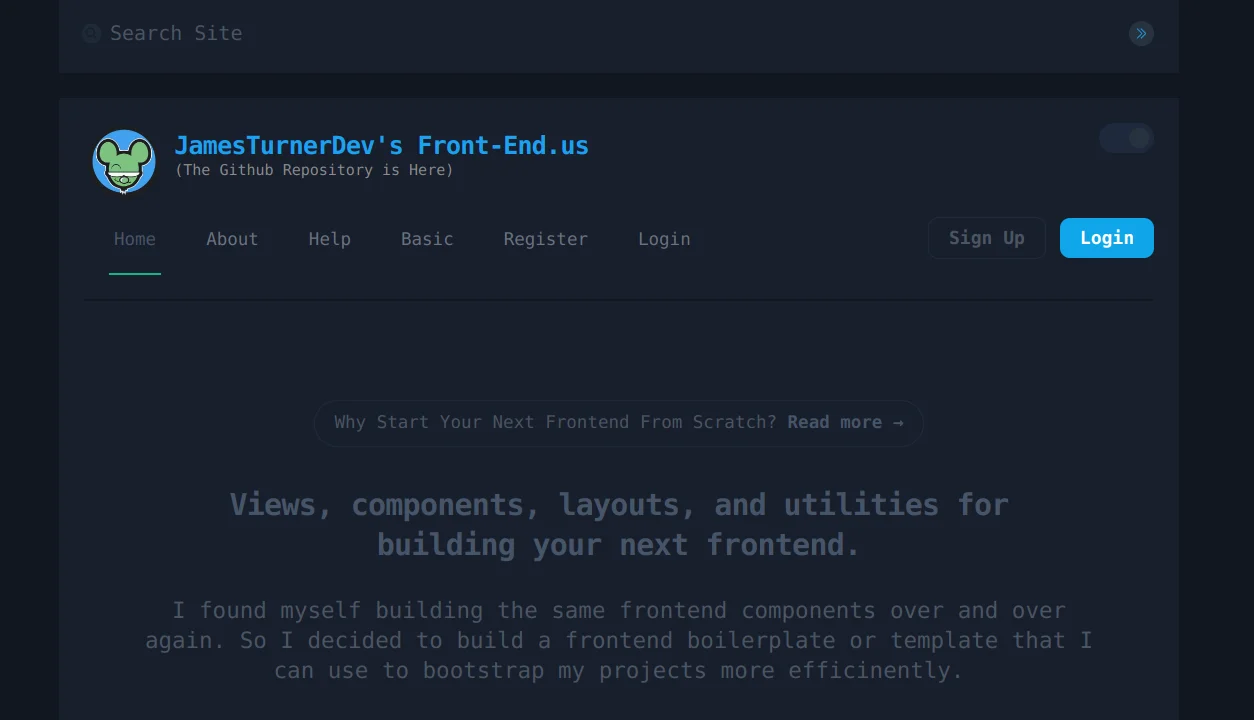 Search Site
JamesTurnerDev's Front-End.us
(The Github Repository is Here)
Home About Help Basic Register Login Sign Up Login
Why Start Your Next Frontend From Scratch? Read more →
Views, components, layouts, and utilities for
building your next frontend.
I found myself building the same frontend components over and over
again. So I decided to build a frontend boilerplate or template that I
can use to bootstrap my projects more efficinently.